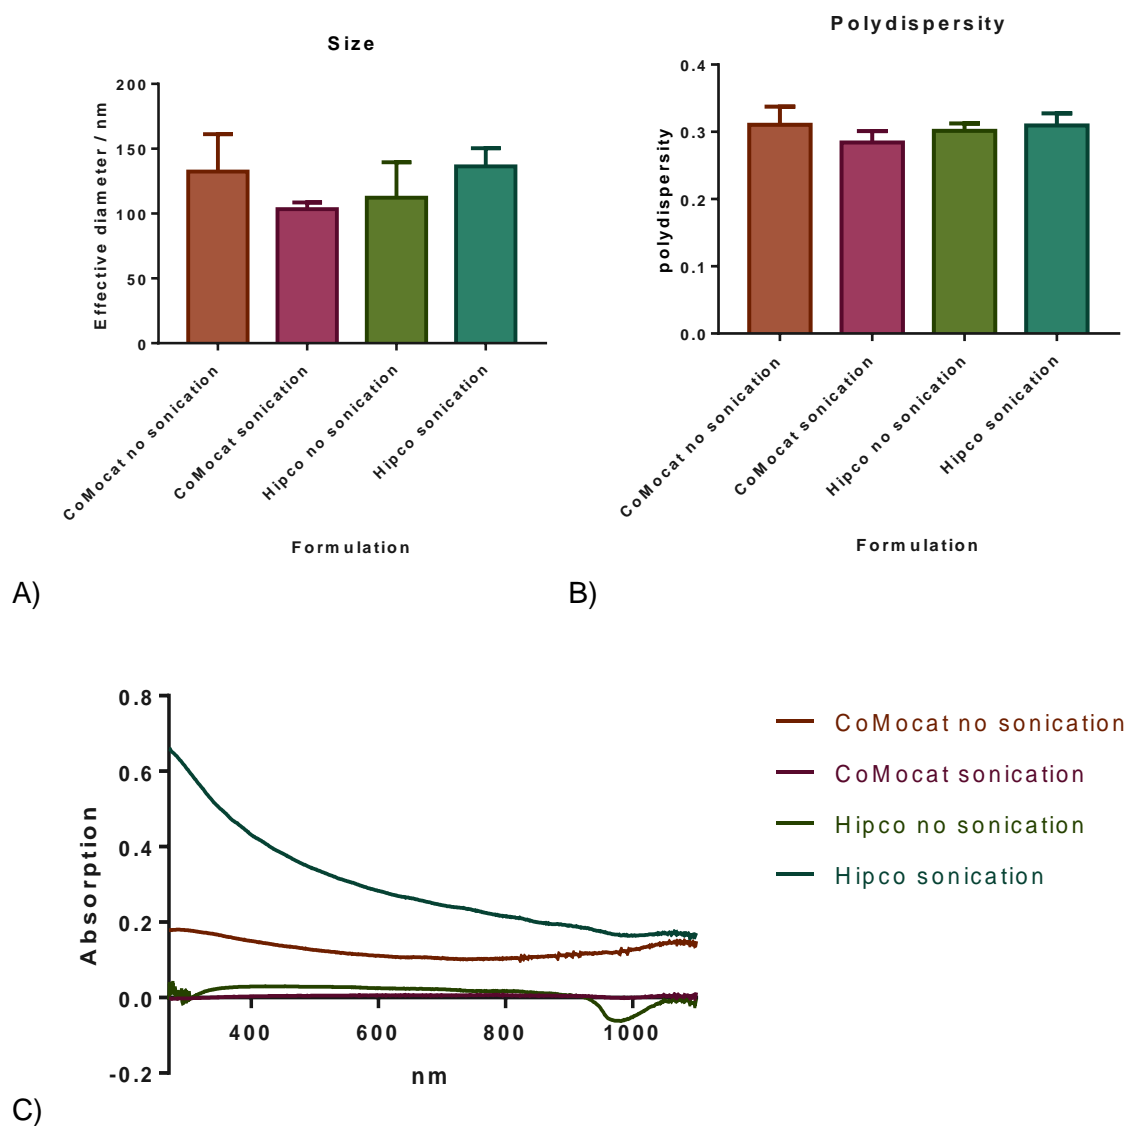 Size
Effective diameter / nm
200
150
100
50
0
CoMocat no sonication
CoMocat sonication
Hipco no sonication
Hipco sonication
Formulation
A)
Polydispersity
polydispersity
0.4
0.3
0.2
0.1
0.0
CoMocat no sonication
CoMocat sonication
Hipco no sonication
Hipco sonication
Formulation
B)
Absorption
0.8
0.6
0.4
0.2
0.0
-0.2
400 600 800 1000
nm
CoMocat no sonication
CoMocat sonication
Hipco no sonication
Hipco sonication
C)